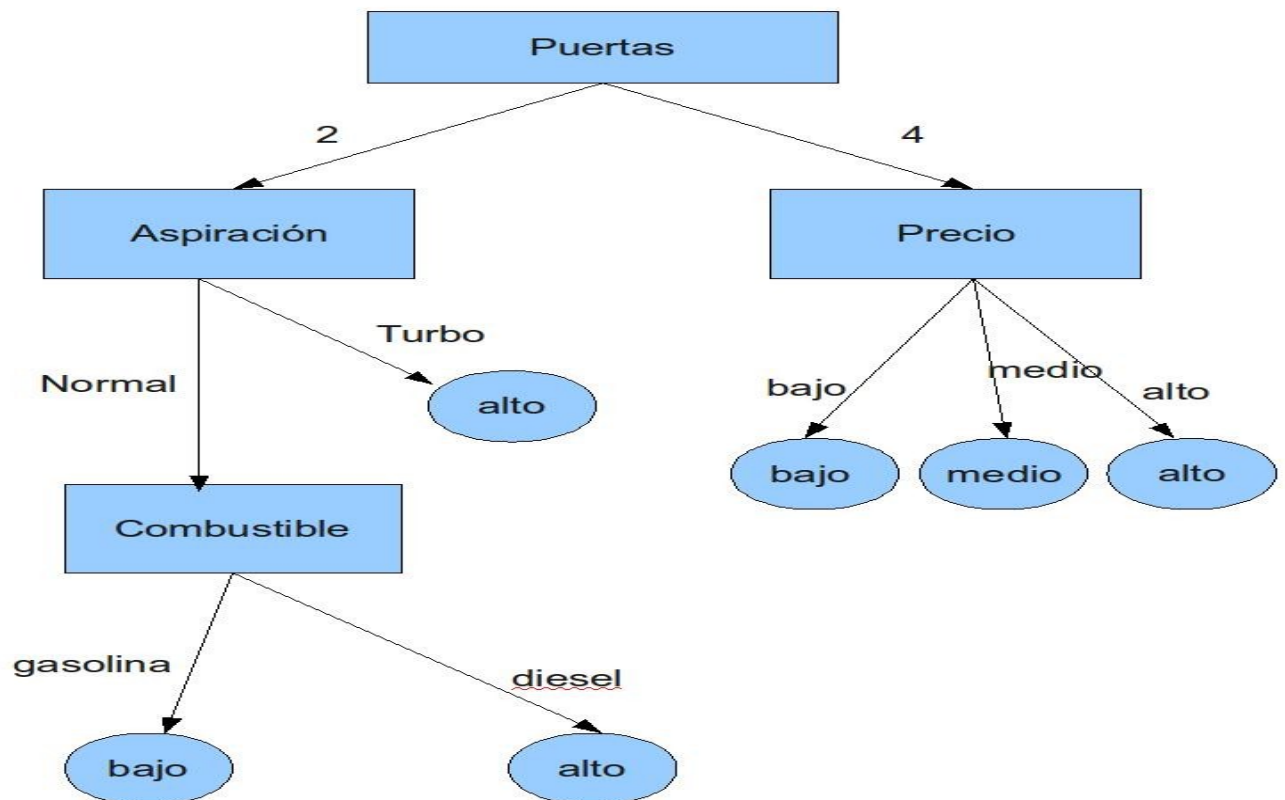 Puertas
2
4
Aspiración
Precio
Turbo
Normal
medio
bajo
alto
alto
bajo
medio
alto
Combustible
gasolina
diesel
bajo
alto